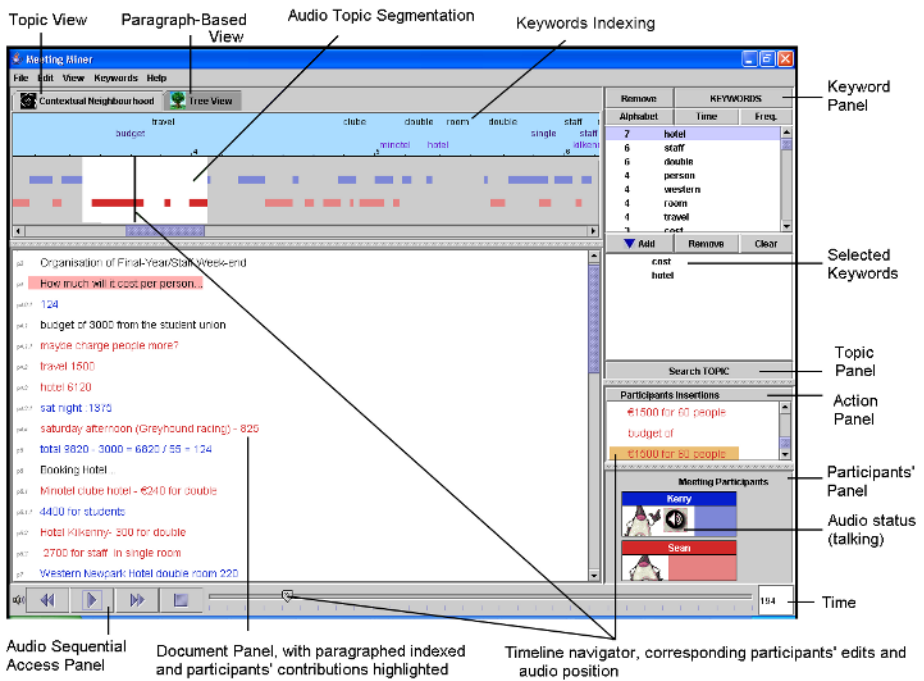 Topic View
Paragraph-Based
View
Audio Topic Segmentation
Keywords Indexing
Meeting Miner
File Edit View Keywords Help
Contextual Neighbourhood
Tree View
travel clube double room double staff
budget single staff
minotel hotel kilkenn
4 5 6
Remove KEYWORDS
Alphabet Time Freq.
7 hotel
6 staff
6 double
4 person
4 western
4 room
4 travel
3 cost
Add Remove Clear
cost
hotel
Search TOPIC
Participants Insertions
€1500 for 60 people
budget of
€1500 for 60 people
Meeting Participants
Kerry
Sean
Keyword
Panel
Selected
Keywords
Topic
Panel
Action
Panel
Participants'
Panel
Audio status
(talking)
Time
Organisation of Final-Year/Staff Week-end
How much will it cost per person...
124
budget of 3000 from the student union
maybe charge people more?
travel 1500
hotel 6120
sat night :1375
saturday afternoon (Greyhound racing) - 825
total 9820 - 3000 = 6820 / 55 = 124
Booking Hotel...
Minotel clube hotel - €240 for double
4400 for students
Hotel Kilkenny- 300 for double
2700 for staff in single room
Western Newpark Hotel double room 220
194
Audio Sequential
Access Panel
Document Panel, with paragraphed indexed
and participants' contributions highlighted
Timeline navigator, corresponding participants' edits and
audio position